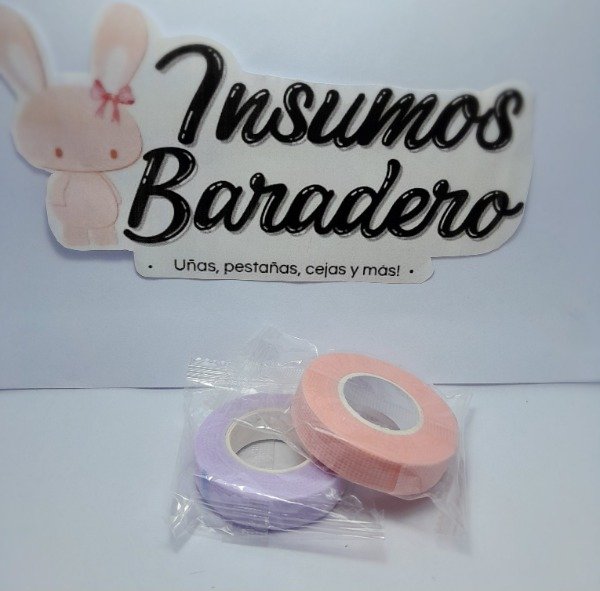 Insumos
Baradero
• Uñas, pestañas, cejas y más! •